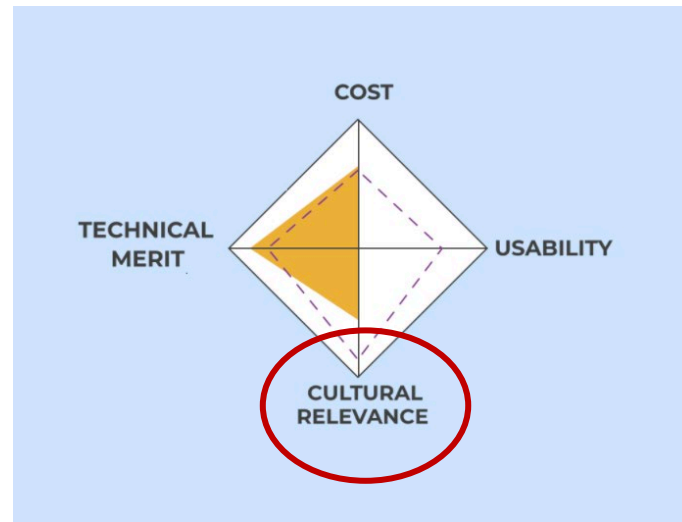 COST
TECHNICAL
MERIT
USABILITY
CULTURAL
RELEVANCE